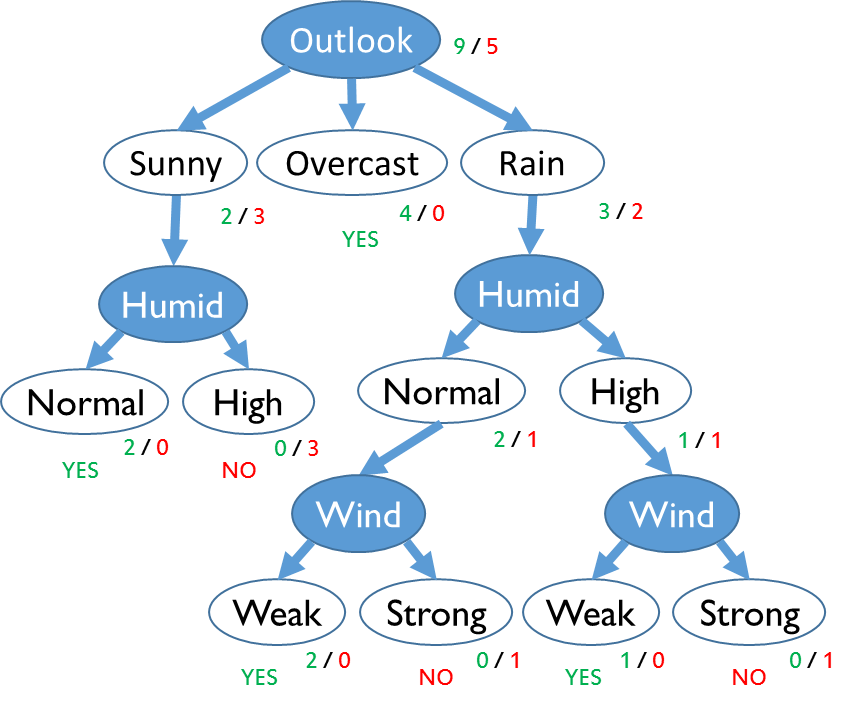 Outlook 9 / 5
Sunny Overcast Rain
2 / 3 4 / 0 3 / 2
YES
Humid Humid
Normal High Normal High
2 / 0 0 / 3 2 / 1 1 / 1
YES NO
Wind Wind
Weak Strong Weak Strong
2 / 0 0 / 1 1 / 0 0 / 1
YES NO YES NO